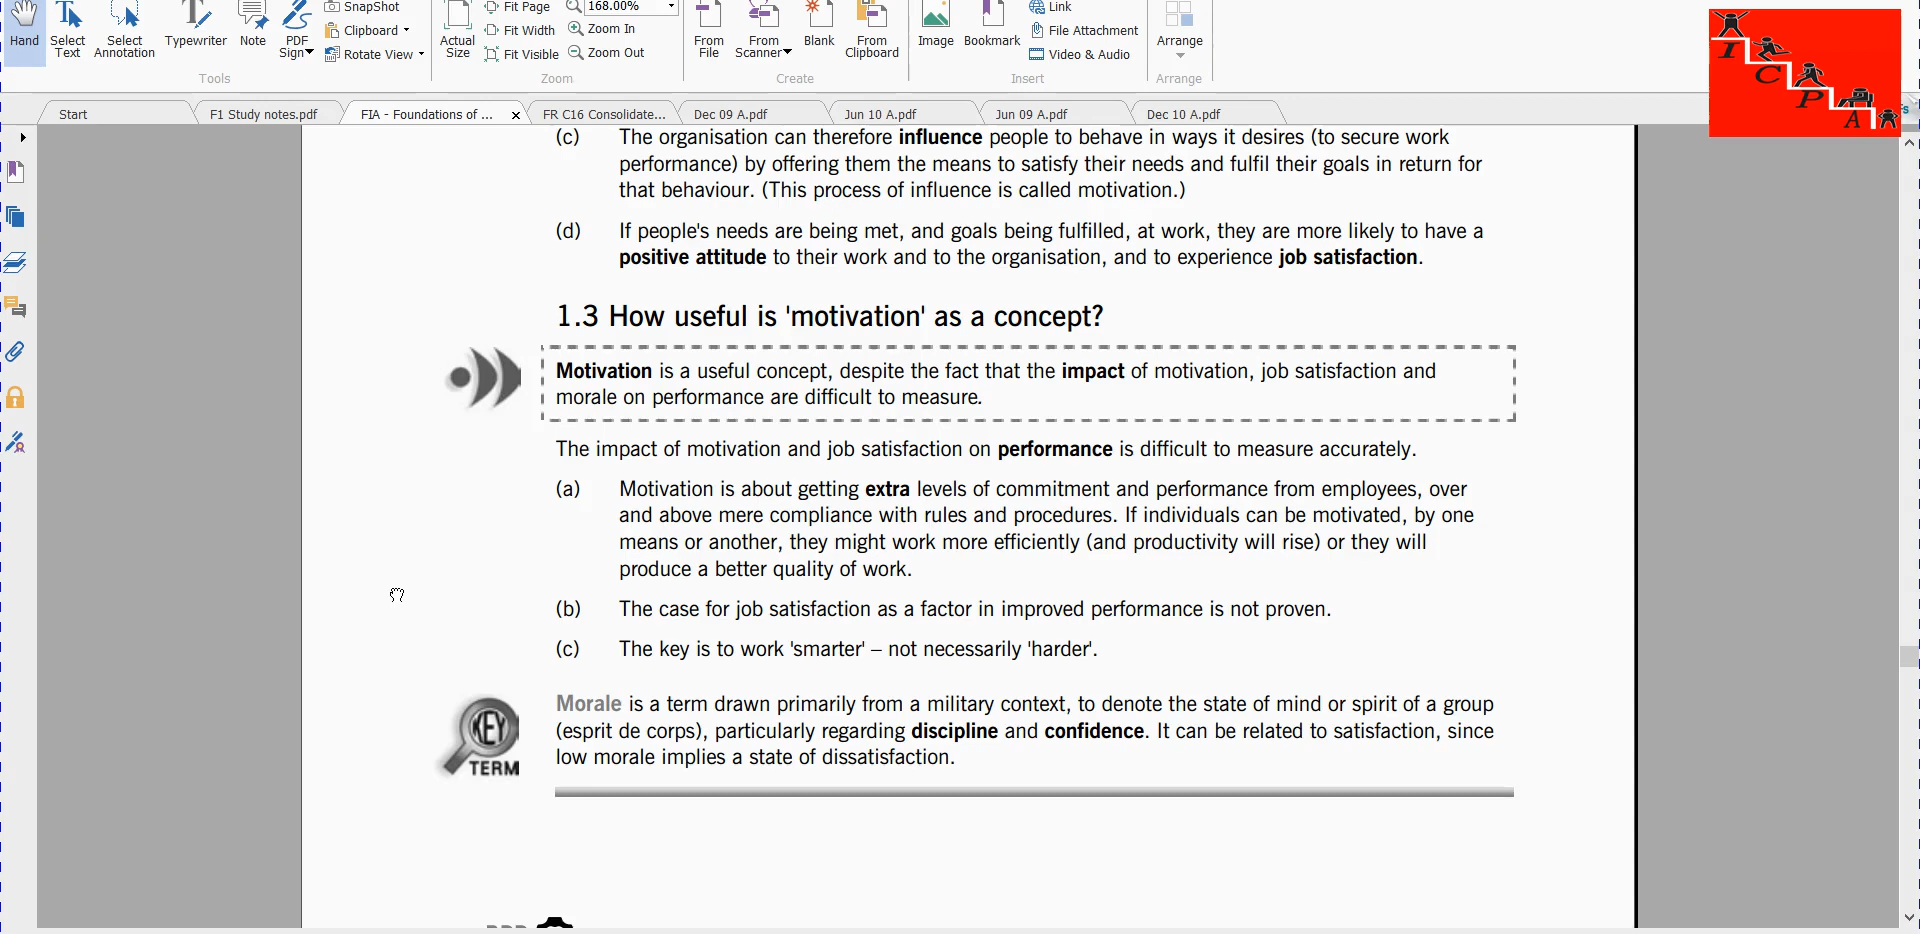 SnapShot
Fit Page
168.00%
Link
Hand
Select
Text
Select
Annotation
Typewriter
Note
PDF
Sign
Clipboard
Rotate View
Actual
Size
Fit Width
Fit Visible
Zoom In
Zoom Out
From
File
From
Scanner
Blank
From
Clipboard
Image
Bookmark
File Attachment
Video & Audio
Arrange
Tools
Zoom
Create
Insert
Arrange
I
C
P
A
Start
F1 Study notes.pdf
FIA - Foundations of ...
FR C16 Consolidate...
Dec 09 A.pdf
Jun 10 A.pdf
Jun 09 A.pdf
Dec 10 A.pdf
(c) The organisation can therefore influence people to behave in ways it desires (to secure work
performance) by offering them the means to satisfy their needs and fulfil their goals in return for
that behaviour. (This process of influence is called motivation.)
(d) If people's needs are being met, and goals being fulfilled, at work, they are more likely to have a
positive attitude to their work and to the organisation, and to experience job satisfaction.
1.3 How useful is 'motivation' as a concept?
Motivation is a useful concept, despite the fact that the impact of motivation, job satisfaction and
morale on performance are difficult to measure.
The impact of motivation and job satisfaction on performance is difficult to measure accurately.
(a) Motivation is about getting extra levels of commitment and performance from employees, over
and above mere compliance with rules and procedures. If individuals can be motivated, by one
means or another, they might work more efficiently (and productivity will rise) or they will
produce a better quality of work.
(b) The case for job satisfaction as a factor in improved performance is not proven.
(c) The key is to work 'smarter' – not necessarily 'harder'.
KEY
TERM
Morale is a term drawn primarily from a military context, to denote the state of mind or spirit of a group
(esprit de corps), particularly regarding discipline and confidence. It can be related to satisfaction, since
low morale implies a state of dissatisfaction.